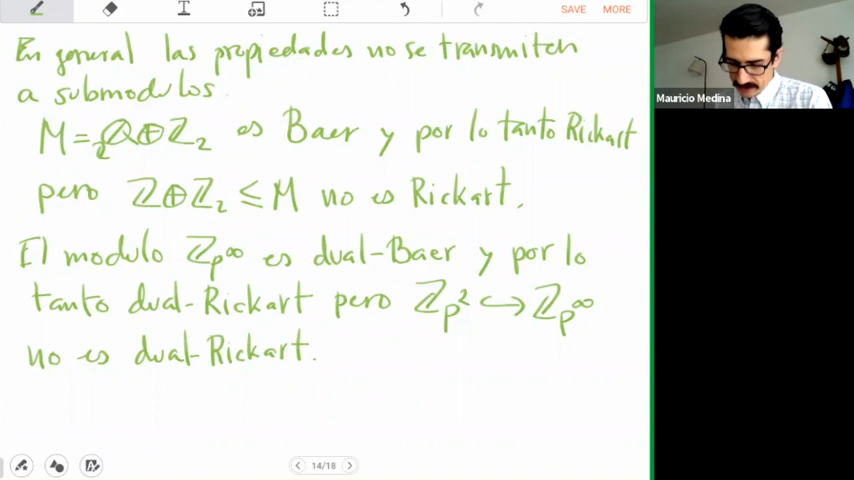 SAVE MORE
En general las propiedades no se transmiten
a submodulos.
M = ℤℚ⊕ℤ₂ es Baer y por lo tanto Rickart
pero ℤ⊕ℤ₂ ≤ M no es Rickart.
El modulo ℤp∞ es dual-Baer y por lo
tanto dual-Rickart pero ℤp² ↪ ℤp∞
no es dual-Rickart.
Mauricio Medina
14/18